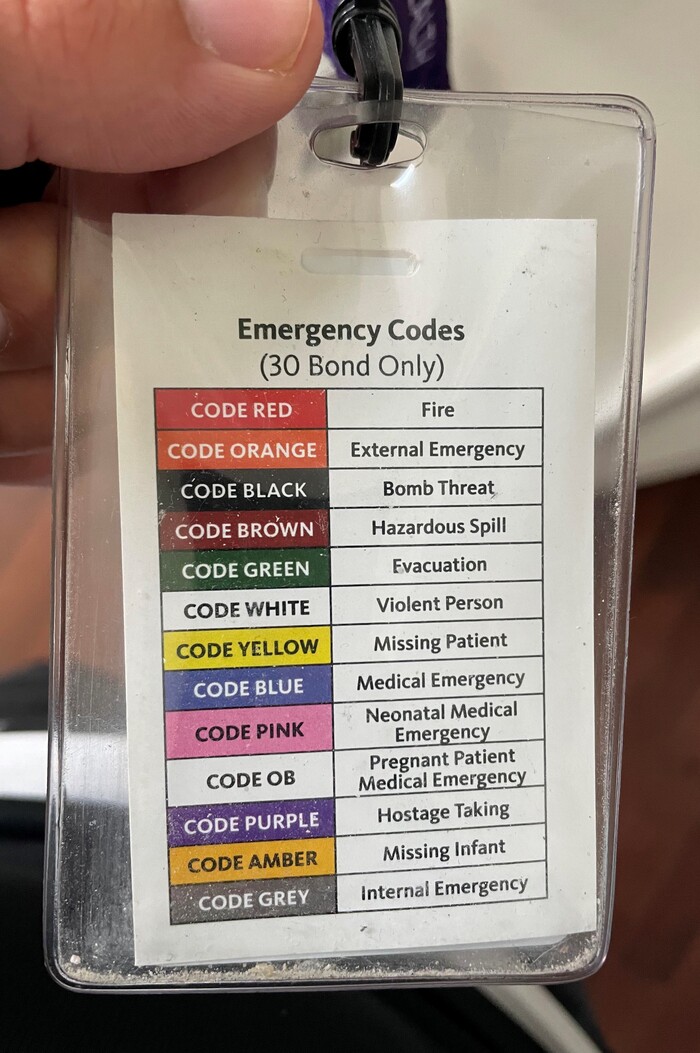 Emergency Codes
(30 Bond Only)
CODE RED Fire
CODE ORANGE External Emergency
CODE BLACK Bomb Threat
CODE BROWN Hazardous Spill
CODE GREEN Evacuation
CODE WHITE Violent Person
CODE YELLOW Missing Patient
CODE BLUE Medical Emergency
CODE PINK Neonatal Medical
Emergency
CODE OB Pregnant Patient
Medical Emergency
CODE PURPLE Hostage Taking
CODE AMBER Missing Infant
CODE GREY Internal Emergency